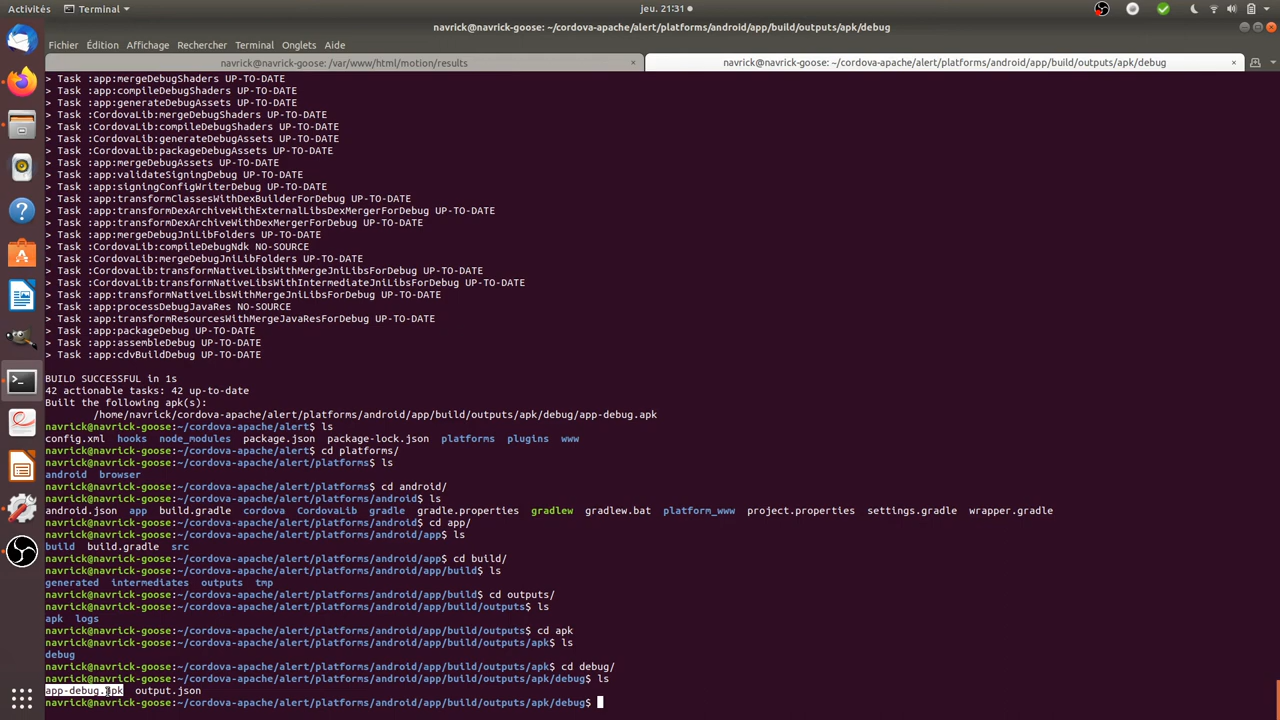 Activités
Terminal
jeu. 21:31
navrick@navrick-goose: ~/cordova-apache/alert/platforms/android/app/build/outputs/apk/debug
Fichier Édition Affichage Rechercher Terminal Onglets Aide
navrick@navrick-goose: /var/www/html/motion/results
navrick@navrick-goose: ~/cordova-apache/alert/platforms/android/app/build/outputs/apk/debug
> Task :app:mergeDebugShaders UP-TO-DATE
> Task :app:compileDebugShaders UP-TO-DATE
> Task :app:generateDebugAssets UP-TO-DATE
> Task :CordovaLib:mergeDebugShaders UP-TO-DATE
> Task :CordovaLib:compileDebugShaders UP-TO-DATE
> Task :CordovaLib:generateDebugAssets UP-TO-DATE
> Task :CordovaLib:packageDebugAssets UP-TO-DATE
> Task :app:mergeDebugAssets UP-TO-DATE
> Task :app:validateSigningDebug UP-TO-DATE
> Task :app:signingConfigWriterDebug UP-TO-DATE
> Task :app:transformClassesWithDexBuilderForDebug UP-TO-DATE
> Task :app:transformDexArchiveWithExternalLibsDexMergerForDebug UP-TO-DATE
> Task :app:transformDexArchiveWithDexMergerForDebug UP-TO-DATE
> Task :app:mergeDebugJniLibFolders UP-TO-DATE
> Task :CordovaLib:compileDebugNdk NO-SOURCE
> Task :CordovaLib:mergeDebugJniLibFolders UP-TO-DATE
> Task :CordovaLib:transformNativeLibsWithMergeJniLibsForDebug UP-TO-DATE
> Task :CordovaLib:transformNativeLibsWithIntermediateJniLibsForDebug UP-TO-DATE
> Task :app:transformNativeLibsWithMergeJniLibsForDebug UP-TO-DATE
> Task :app:processDebugJavaRes NO-SOURCE
> Task :app:transformResourcesWithMergeJavaResForDebug UP-TO-DATE
> Task :app:packageDebug UP-TO-DATE
> Task :app:assembleDebug UP-TO-DATE
> Task :app:cdvBuildDebug UP-TO-DATE
BUILD SUCCESSFUL in 1s
42 actionable tasks: 42 up-to-date
Built the following apk(s):
/home/navrick/cordova-apache/alert/platforms/android/app/build/outputs/apk/debug/app-debug.apk
navrick@navrick-goose:~/cordova-apache/alert$ ls
config.xml hooks node_modules package.json package-lock.json platforms plugins www
navrick@navrick-goose:~/cordova-apache/alert$ cd platforms/
navrick@navrick-goose:~/cordova-apache/alert/platforms$ ls
android browser
navrick@navrick-goose:~/cordova-apache/alert/platforms$ cd android/
navrick@navrick-goose:~/cordova-apache/alert/platforms/android$ ls
android.json app build.gradle cordova CordovaLib gradle gradle.properties gradlew gradlew.bat platform_www project.properties settings.gradle wrapper.gradle
navrick@navrick-goose:~/cordova-apache/alert/platforms/android$ cd app/
navrick@navrick-goose:~/cordova-apache/alert/platforms/android/app$ ls
build build.gradle src
navrick@navrick-goose:~/cordova-apache/alert/platforms/android/app$ cd build/
navrick@navrick-goose:~/cordova-apache/alert/platforms/android/app/build$ ls
generated intermediates outputs tmp
navrick@navrick-goose:~/cordova-apache/alert/platforms/android/app/build$ cd outputs/
navrick@navrick-goose:~/cordova-apache/alert/platforms/android/app/build/outputs$ ls
apk logs
navrick@navrick-goose:~/cordova-apache/alert/platforms/android/app/build/outputs$ cd apk
navrick@navrick-goose:~/cordova-apache/alert/platforms/android/app/build/outputs/apk$ ls
debug
navrick@navrick-goose:~/cordova-apache/alert/platforms/android/app/build/outputs/apk$ cd debug/
navrick@navrick-goose:~/cordova-apache/alert/platforms/android/app/build/outputs/apk/debug$ ls
app-debug.apk output.json
navrick@navrick-goose:~/cordova-apache/alert/platforms/android/app/build/outputs/apk/debug$